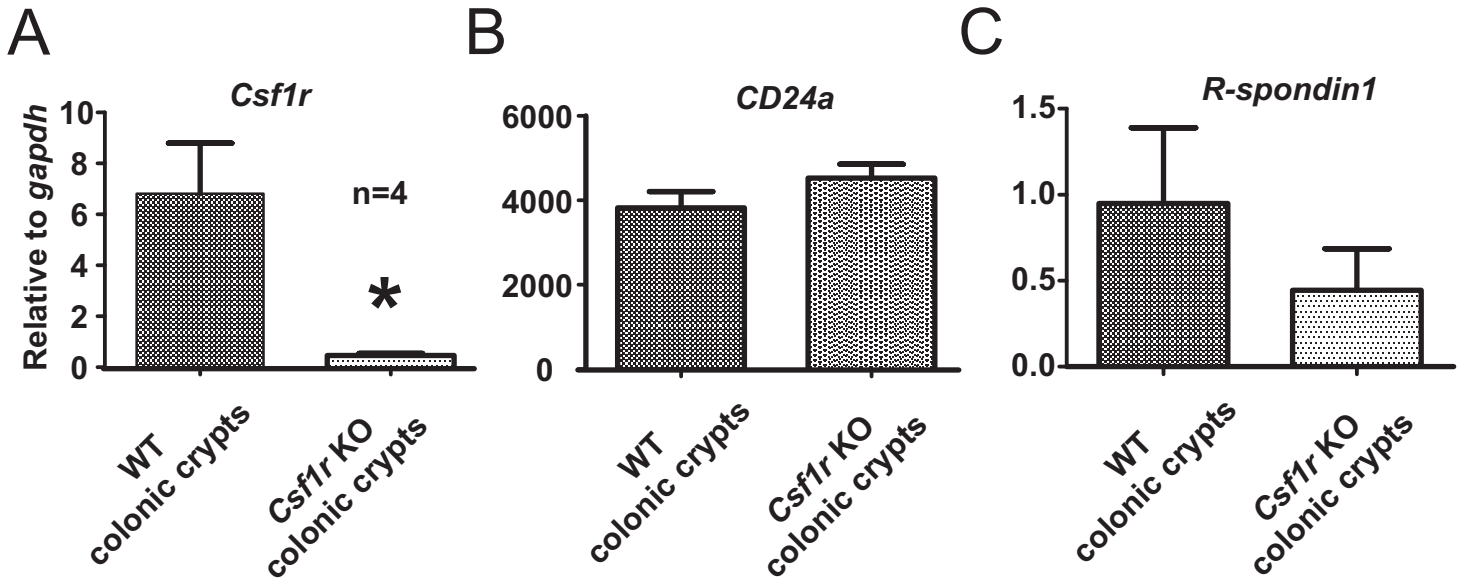 A
Csf1r
Relative to gapdh
10
8
6
4
2
0
n=4
*
WT
colonic crypts
Csf1r KO
colonic crypts
B
CD24a
6000
4000
2000
0
WT
colonic crypts
Csf1r KO
colonic crypts
C
R-spondin1
1.5
1.0
0.5
0.0
WT
colonic crypts
Csf1r KO
colonic crypts